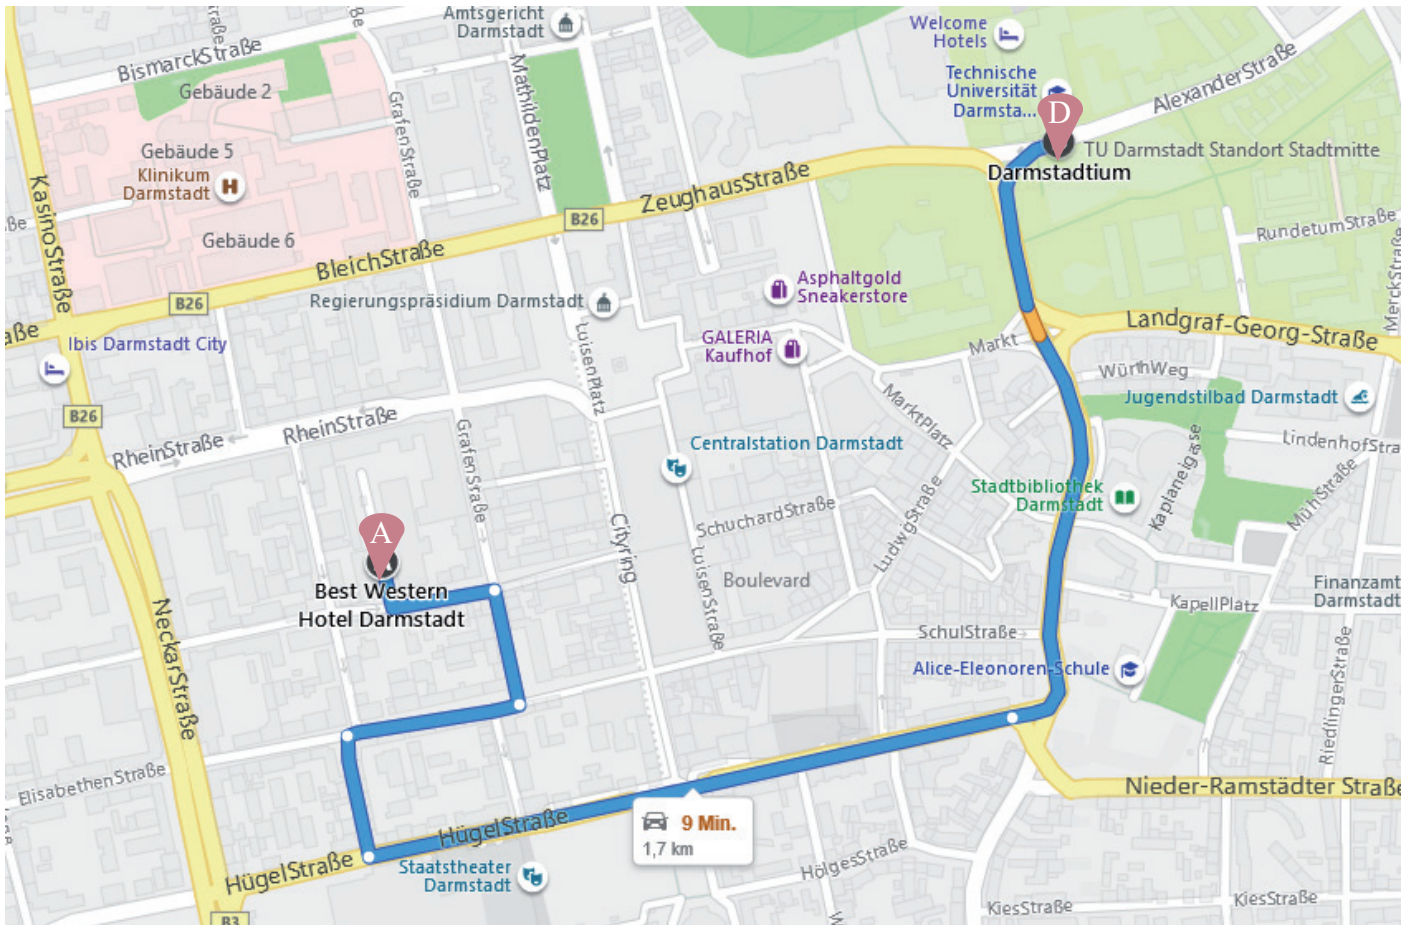 Amtsgericht
Darmstadt
Welcome
Hotels
BismarckStraße
Gebäude 2
GrafenStraße
MathildenPlatz
Technische
Universität
Darmsta...
AlexanderStraße
D
TU Darmstadt Standort Stadtmitte
Darmstadtium
Gebäude 5
Klinikum
Darmstadt
H
KasinoStraße
ZeughausStraße
B26
Gebäude 6
BleichStraße
RundetumStraße
MerckStraße
Asphaltgold
Sneakerstore
Regierungspräsidium Darmstadt
B26
aße
Ibis Darmstadt City
LuisenPlatz
GALERIA
Kaufhof
Markt
Landgraf-Georg-Straße
WürthWeg
Jugendstilbad Darmstadt
B26
RheinStraße
RheinStraße
GrafenStraße
MarktPlatz
Centralstation Darmstadt
LindenhofStra
Kaplaneigasse
MühlStraße
Stadtbibliothek
Darmstadt
LudwigStraße
SchuchardStraße
Cityring
LuisenStraße
A
Boulevard
Best Western
Hotel Darmstadt
Finanzamt
Darmstadt
KapellPlatz
NeckarStraße
SchulStraße
Alice-Eleonoren-Schule
RiedlingerStraße
ElisabethenStraße
Nieder-Ramstädter Straße
9 Min.
1,7 km
HügelStraße
HügelStraße
Staatstheater
Darmstadt
HölgesStraße
KiesStraße
KiesStraße
B3